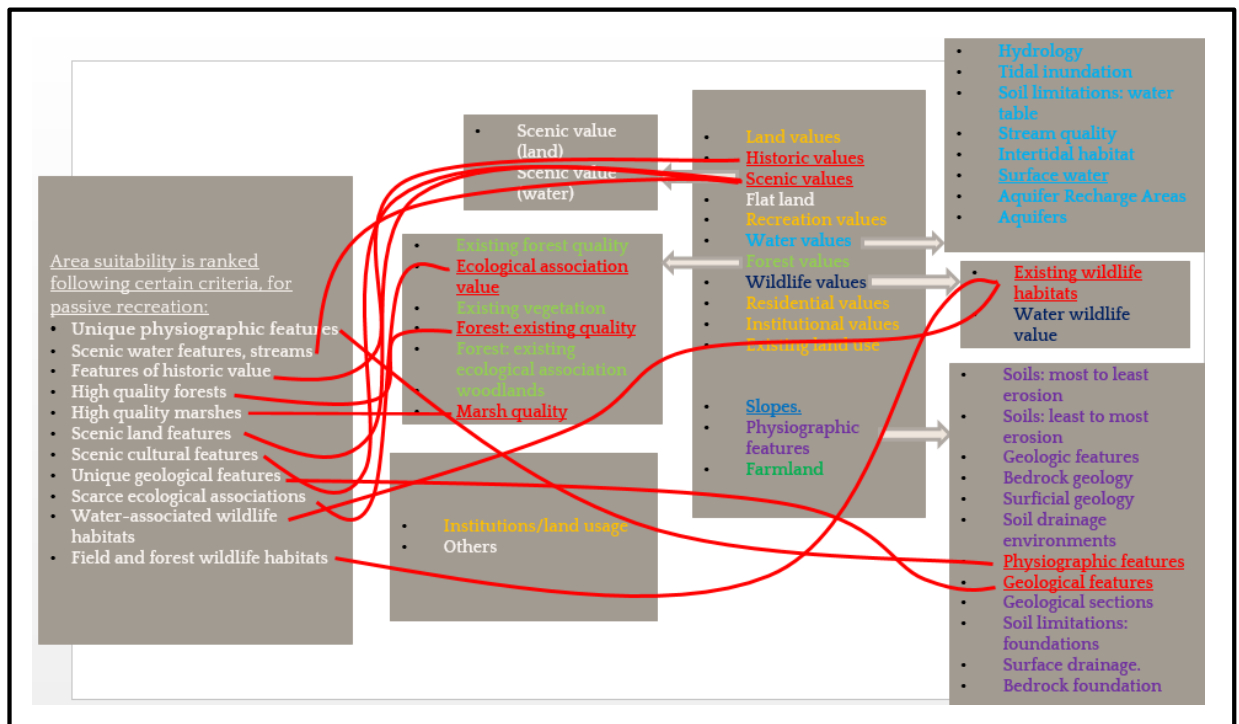 Area suitability is ranked
following certain criteria, for
passive recreation:
• Unique physiographic features
• Scenic water features, streams
• Features of historic value
• High quality forests
• High quality marshes
• Scenic land features
• Scenic cultural features
• Unique geological features
• Scarce ecological associations
• Water-associated wildlife
habitats
• Field and forest wildlife habitats
• Scenic value
(land)
Scenic value
(water)
• Existing forest quality
• Ecological association
value
• Existing vegetation
• Forest: existing quality
• Forest: existing
ecological association
woodlands
• Marsh quality
• Institutions/land usage
• Others
• Land values
• Historic values
• Scenic values
• Flat land
• Recreation values
• Water values
• Forest values
• Wildlife values
• Residential values
• Institutional values
• Existing land use
• Slopes.
• Physiographic
features
• Farmland
• Hydrology
• Tidal inundation
• Soil limitations: water
table
• Stream quality
• Intertidal habitat
• Surface water
• Aquifer Recharge Areas
• Aquifers
• Existing wildlife
habitats
• Water wildlife
value
• Soils: most to least
erosion
• Soils: least to most
erosion
• Geologic features
• Bedrock geology
• Surficial geology
• Soil drainage
environments
• Physiographic features
• Geological features
• Geological sections
• Soil limitations:
foundations
• Surface drainage.
• Bedrock foundation